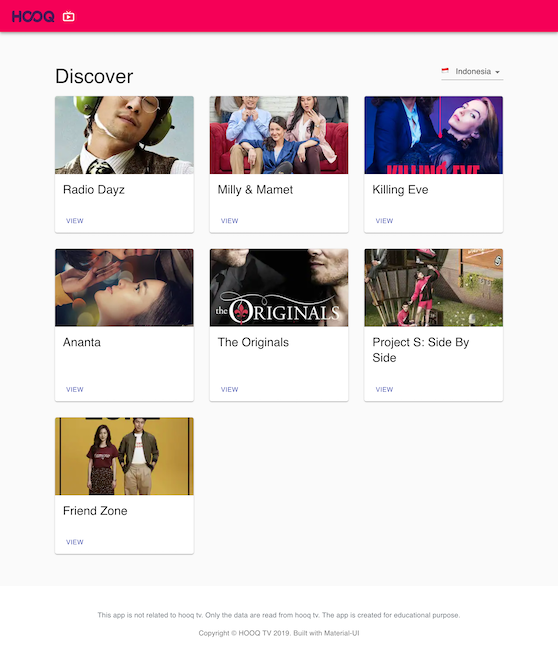 HOOQ
Discover
Indonesia
Radio Dayz
VIEW
Milly & Mamet
VIEW
KILLING EVE
Killing Eve
VIEW
Ananta
VIEW
the ORIGINALS
The Originals
VIEW
Project S: Side By
Side
VIEW
Friend Zone
VIEW
This app is not related to hooq tv. Only the data are read from hooq tv. The app is created for educational purpose.
Copyright © HOOQ TV 2019. Built with Material-UI